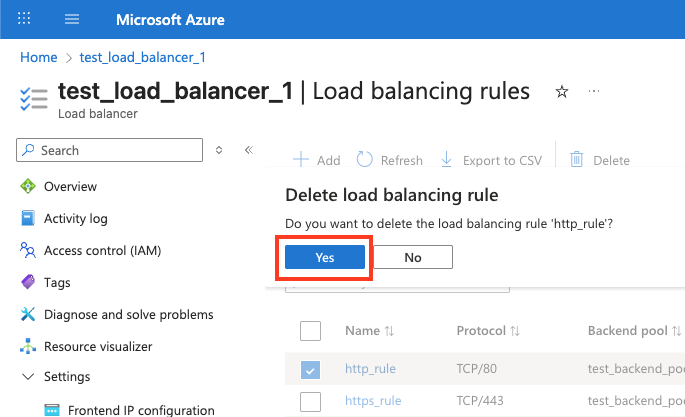 Microsoft Azure
Home > test_load_balancer_1
test_load_balancer_1 | Load balancing rules
Load balancer
Search
Add Refresh Export to CSV Delete
Overview
Activity log
Access control (IAM)
Tags
Diagnose and solve problems
Resource visualizer
Settings
Frontend IP configuration
Delete load balancing rule
Do you want to delete the load balancing rule 'http_rule'?
Yes No
Name Protocol Backend pool
http_rule TCP/80
https_rule TCP/443